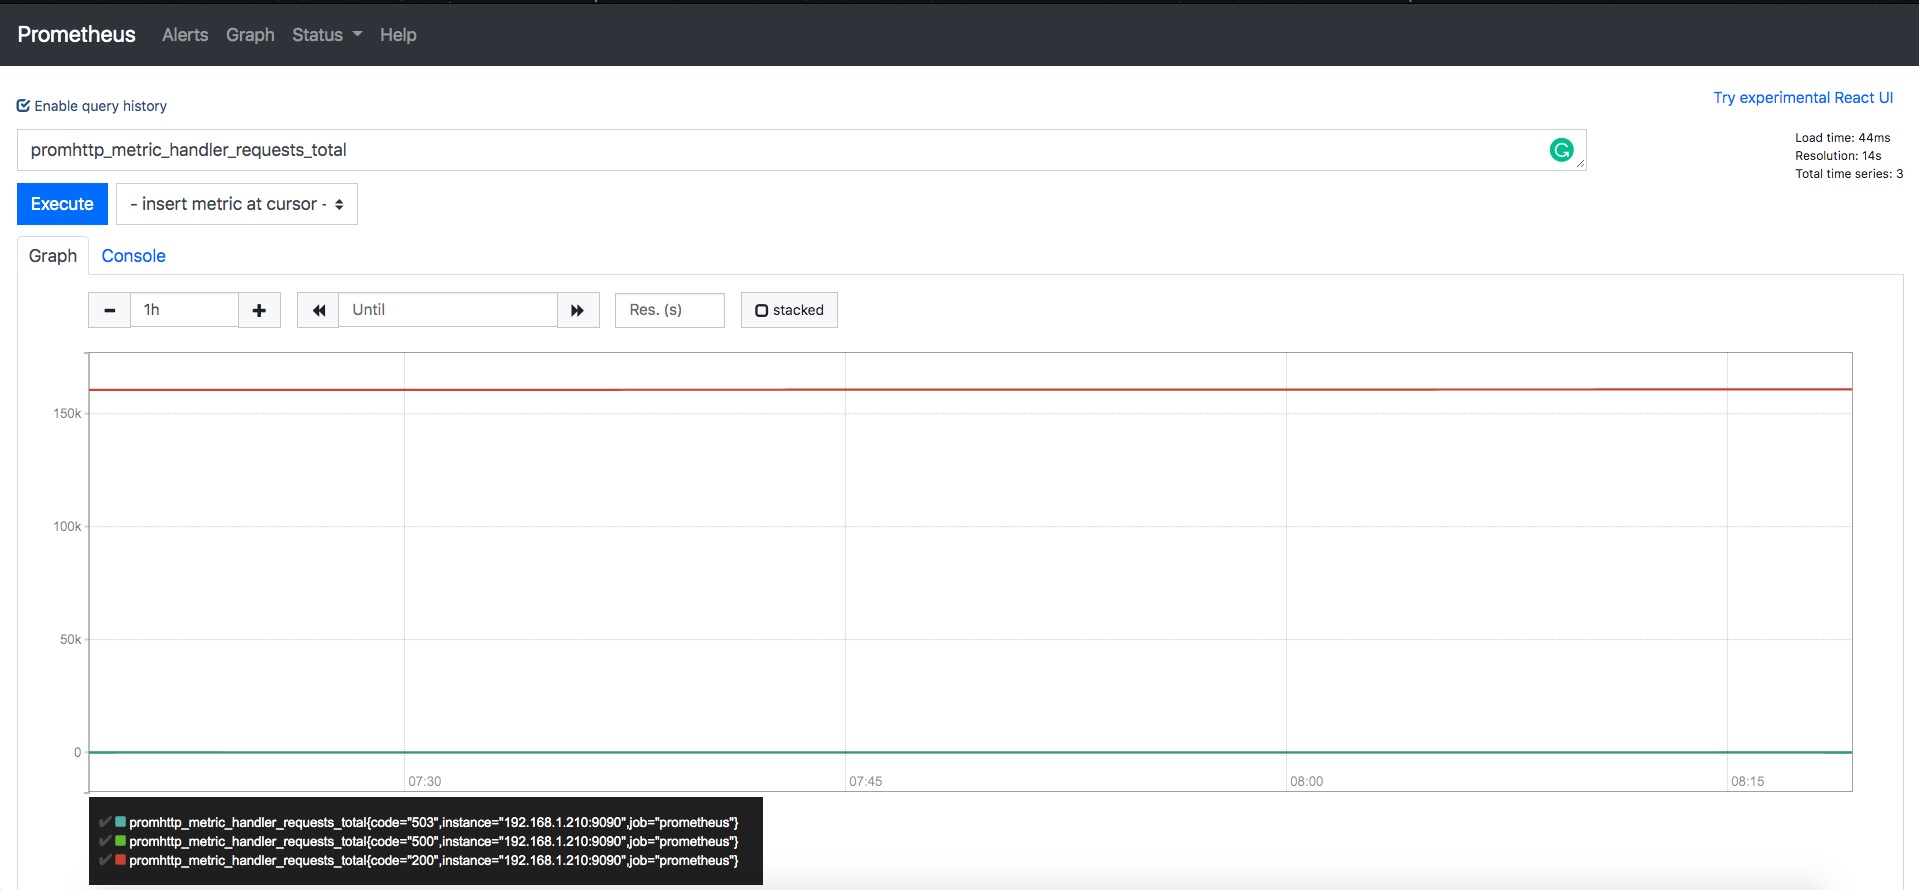 Prometheus Alerts Graph Status Help
Enable query history
Try experimental React UI
promhttp_metric_handler_requests_total
Load time: 44ms
Resolution: 14s
Total time series: 3
Execute
- insert metric at cursor -
Graph Console
- 1h + Until Res. (s) stacked
150k
100k
50k
0
07:30 07:45 08:00 08:15
promhttp_metric_handler_requests_total{code="503",instance="192.168.1.210:9090",job="prometheus"}
promhttp_metric_handler_requests_total{code="500",instance="192.168.1.210:9090",job="prometheus"}
promhttp_metric_handler_requests_total{code="200",instance="192.168.1.210:9090",job="prometheus"}